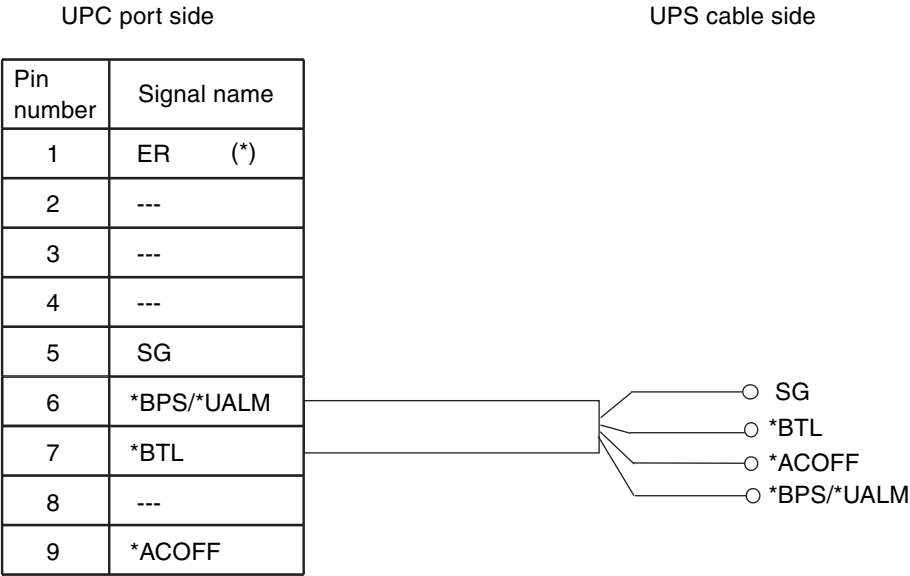 UPC port side UPS cable side
Pin number Signal name
1 ER (*)
2 ---
3 ---
4 ---
5 SG
6 *BPS/*UALM
7 *BTL
8 ---
9 *ACOFF
SG
*BTL
*ACOFF
*BPS/*UALM